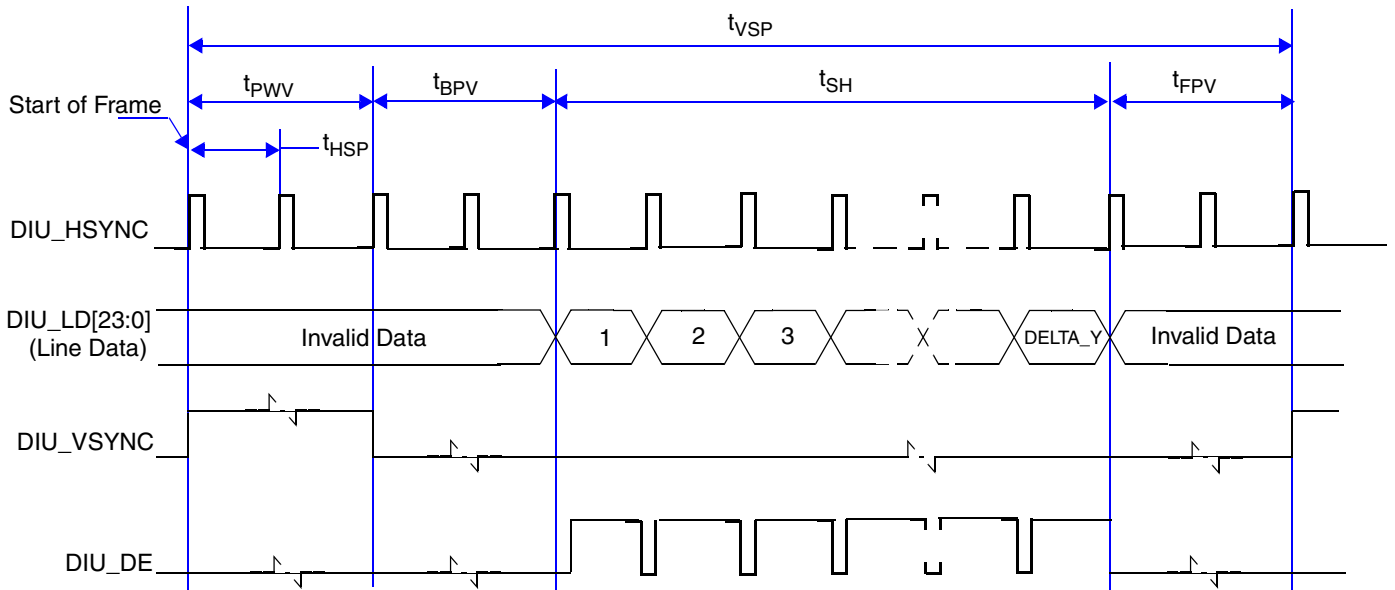 tVSP
tPWV
tBPV
tSH
tFPV
Start of Frame
tHSP
DIU_HSYNC
DIU_LD[23:0]
(Line Data)
Invalid Data
1
2
3
DELTA_Y
Invalid Data
DIU_VSYNC
DIU_DE